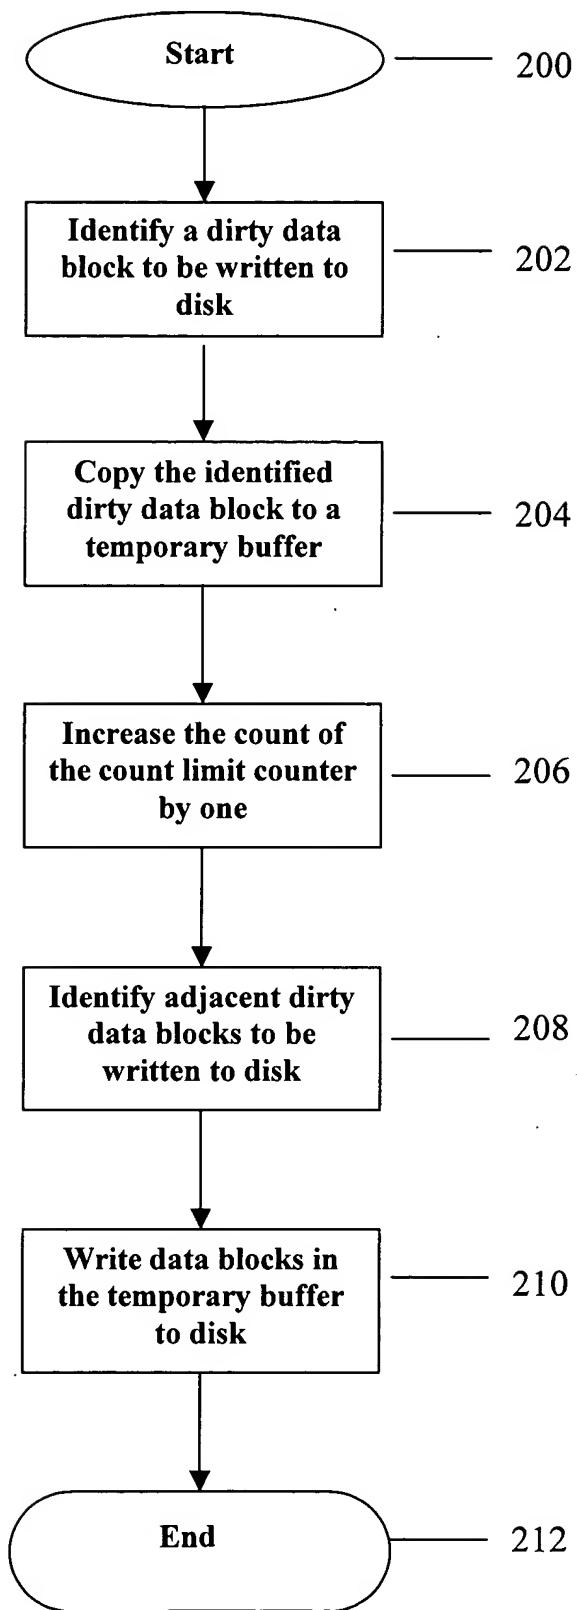 Start
200
Identify a dirty data
block to be written to
disk
202
Copy the identified
dirty data block to a
temporary buffer
204
Increase the count of
the count limit counter
by one
206
Identify adjacent dirty
data blocks to be
written to disk
208
Write data blocks in
the temporary buffer
to disk
210
End
212